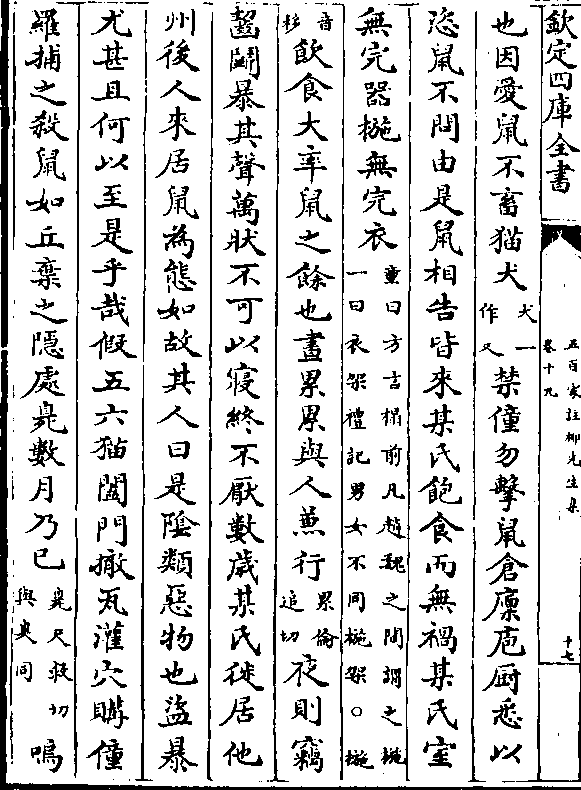 欽定四庫全書
五百家註柳先生集
卷十九
十七
也因愛鼠不畜猫犬犬一作又禁僮勿擊鼠倉廩庖厨悉以
恣鼠不問由是鼠相告皆來某氏飽食而無禍某氏室
無完器椸無完衣童曰方言榻前几趙魏之間謂之椸一曰衣架禮記男女不同椸架○椸
音移飲食大率鼠之餘也晝累累與人兼行累倫追切夜則竊
齧鬭暴其聲萬狀不可以寢終不厭數歲某氏徙居他
州後人來居鼠為態如故其人曰是陰類惡物也盜暴
尤甚且何以至是乎哉假五六猫闔門撤瓦灌穴購僮
羅捕之殺鼠如丘棄之隠處臰數月乃已臰尺救切與臭同嗚